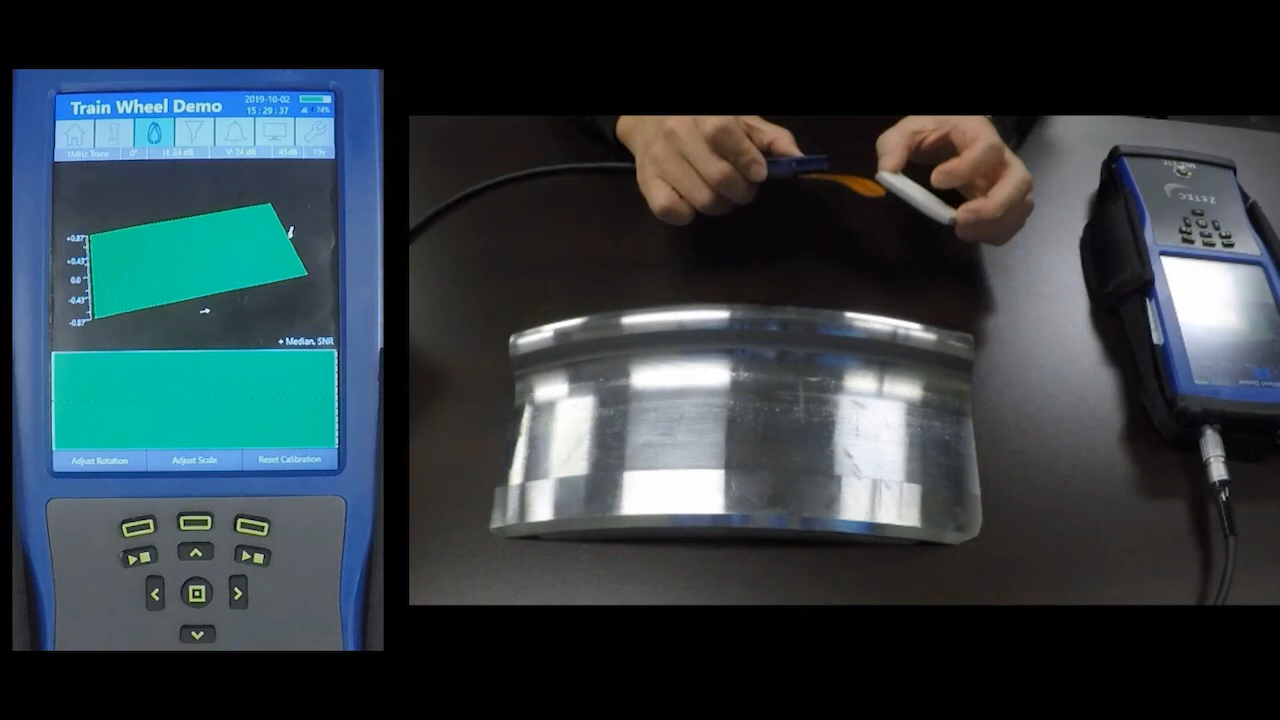 Train Wheel Demo
2019-10-02
15:29:37
74%
1MHz Trans 0° H: 24 dB V: 24 dB 45dB 19v
+0.87
+0.43
0.0
-0.43
-0.87
+ Median, SNR
Adjust Rotation Adjust Scale Reset Calibration
ZETEC